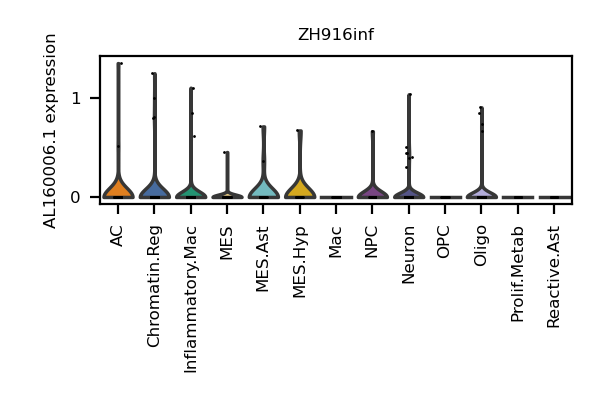 ZH916inf
AL160006.1 expression
1
0
AC
Chromatin.Reg
Inflammatory.Mac
MES
MES.Ast
MES.Hyp
Mac
NPC
Neuron
OPC
Oligo
Prolif.Metab
Reactive.Ast